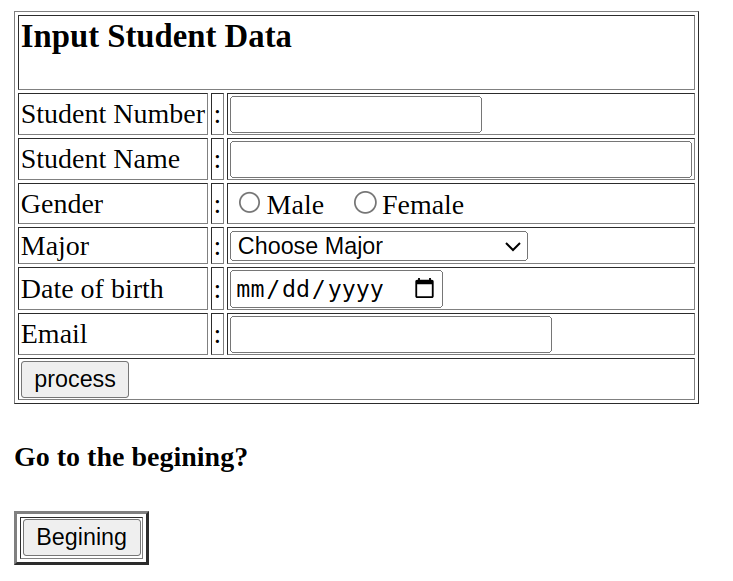 Input Student Data
Student Number :
Student Name :
Gender : Male Female
Major : Choose Major
Date of birth : mm/dd/yyyy
Email :
process
Go to the begining?
Begining